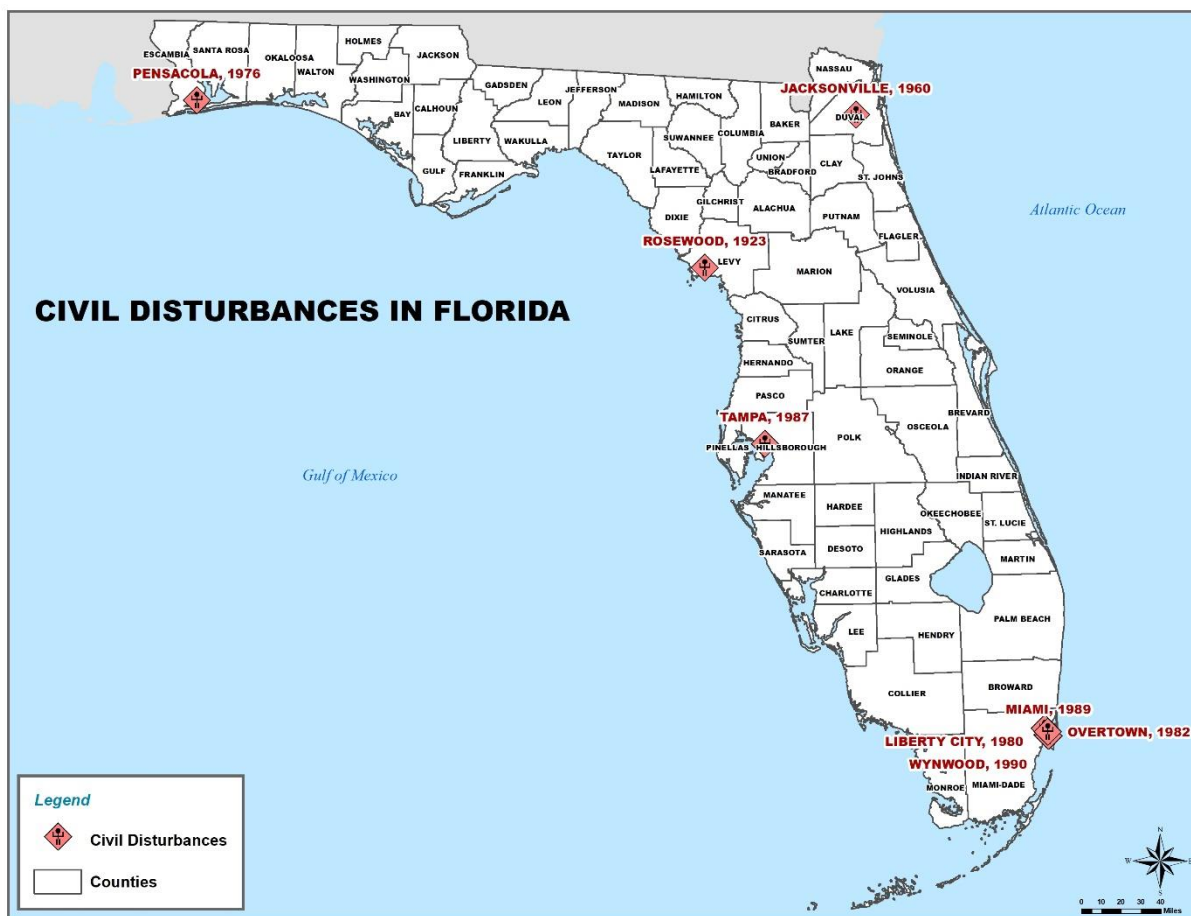 HOLMES
ESCAMBIA
SANTA ROSA
OKALOOSA
JACKSON
WALTON
PENSACOLA, 1976
WASHINGTON
GADSDEN
JEFFERSON
LEON
MADISON
HAMILTON
NASSAU
JACKSONVILLE, 1960
BAY
CALHOUN
LIBERTY
WAKULLA
SUWANNEE
COLUMBIA
BAKER
DUVAL
GULF
FRANKLIN
TAYLOR
LAFAYETTE
UNION
BRADFORD
CLAY
ST. JOHNS
DIXIE
GILCHRIST
ALACHUA
PUTNAM
Atlantic Ocean
FLAGLER
ROSEWOOD, 1923
LEVY
MARION
VOLUSIA
CIVIL DISTURBANCES IN FLORIDA
CITRUS
SUMTER
LAKE
SEMINOLE
HERNANDO
ORANGE
PASCO
TAMPA, 1987
BREVARD
OSCEOLA
POLK
PINELLAS
HILLSBOROUGH
Gulf of Mexico
INDIAN RIVER
MANATEE
HARDEE
OKEECHOBEE
ST. LUCIE
HIGHLANDS
SARASOTA
DESOTO
MARTIN
CHARLOTTE
GLADES
PALM BEACH
LEE
HENDRY
COLLIER
BROWARD
MIAMI, 1989
OVERTOWN, 1982
LIBERTY CITY, 1980
WYNWOOD, 1990
MONROE
MIAMI-DADE
Legend
Civil Disturbances
Counties
N
W
E
S
0 10 20 30 40
Miles